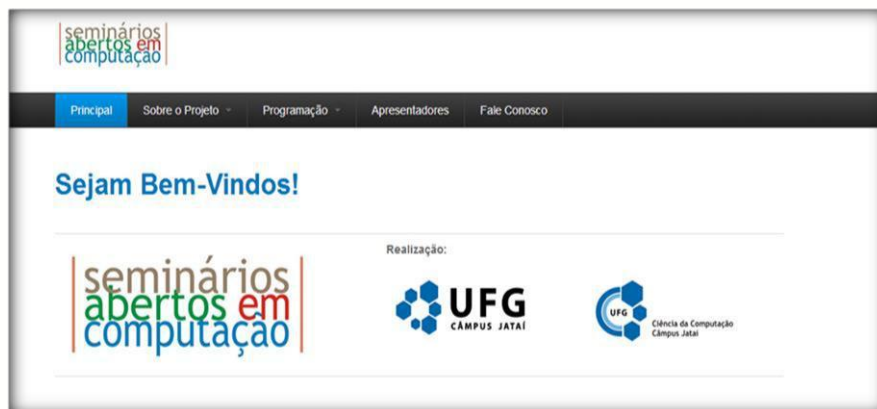 seminários
abertos em
computação
Principal Sobre o Projeto Programação Apresentadores Fale Conosco
Sejam Bem-Vindos!
seminários
abertos em
computação
Realização:
UFG
CÂMPUS JATAÍ
UFG
Ciência da Computação
Câmpus Jataí